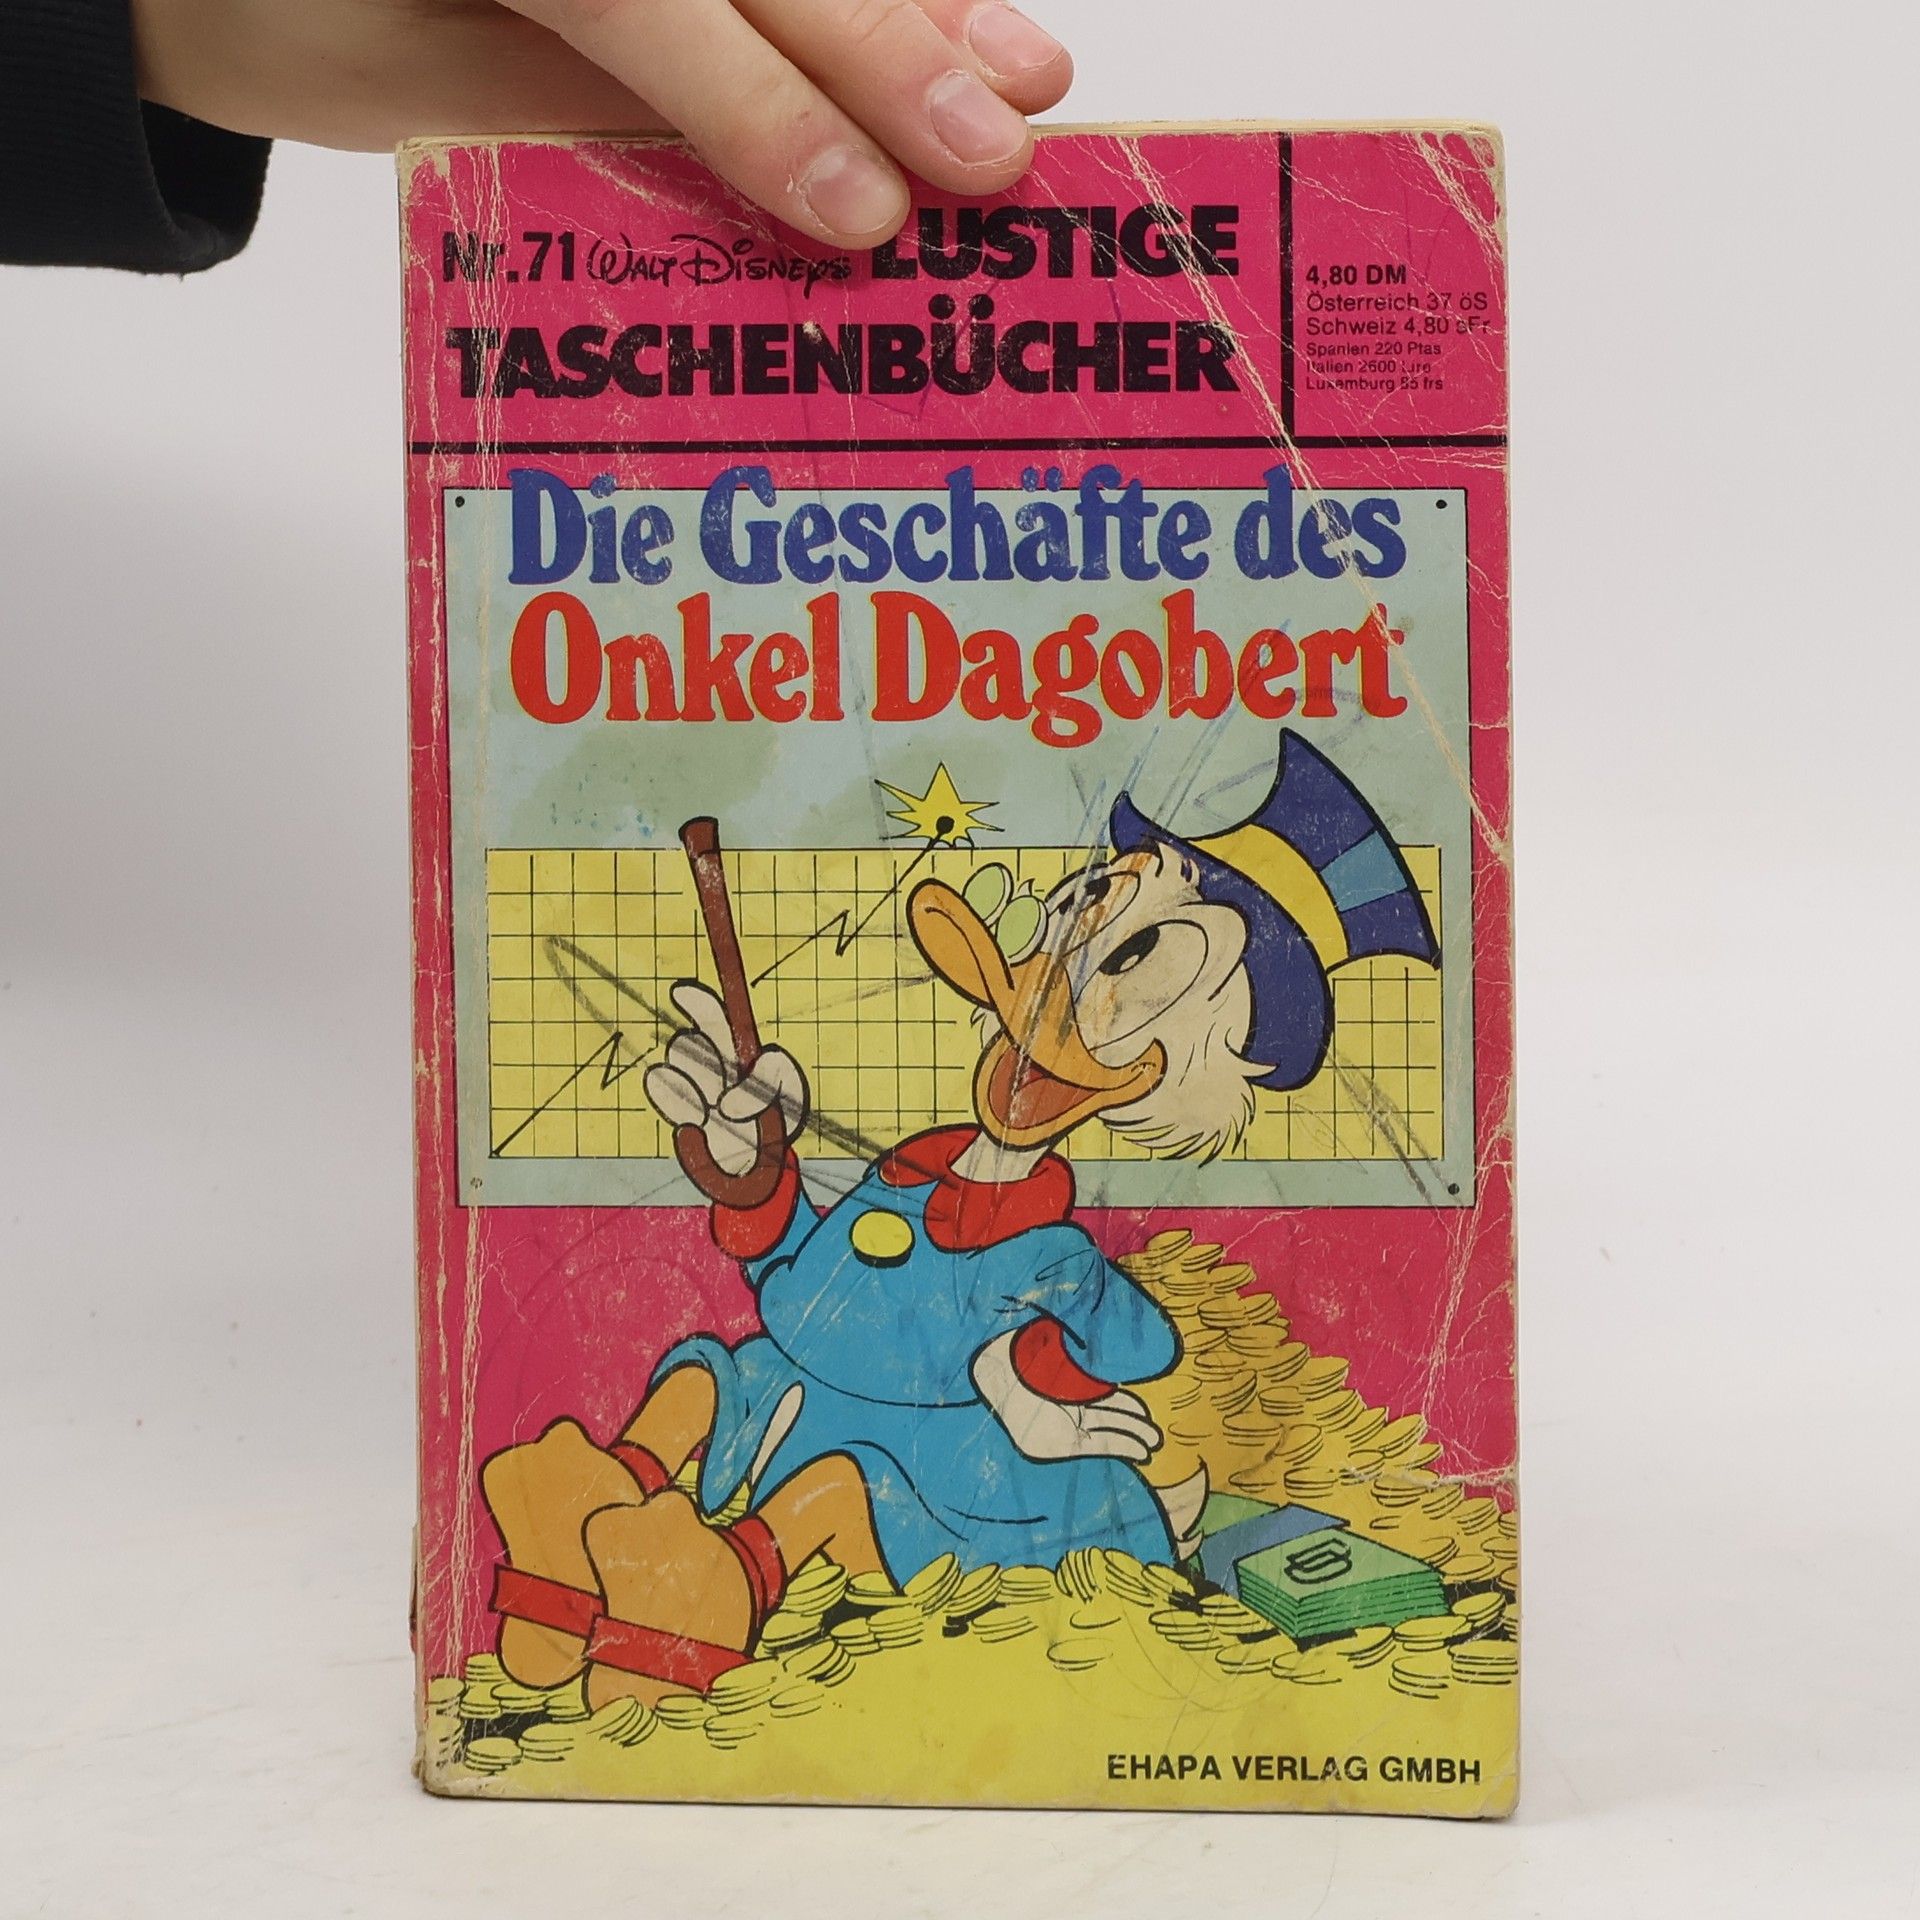 Nr. 71 Walt Disneys LUSTIGE
TASCHENBÜCHER
4,80 DM
Österreich 37 öS
Schweiz 4,80 sFr
Spanien 220 Ptas
Italien 2600 Lire
Luxemburg 85 frs
Die Geschäfte des
Onkel Dagobert
EHAPA VERLAG GMBH